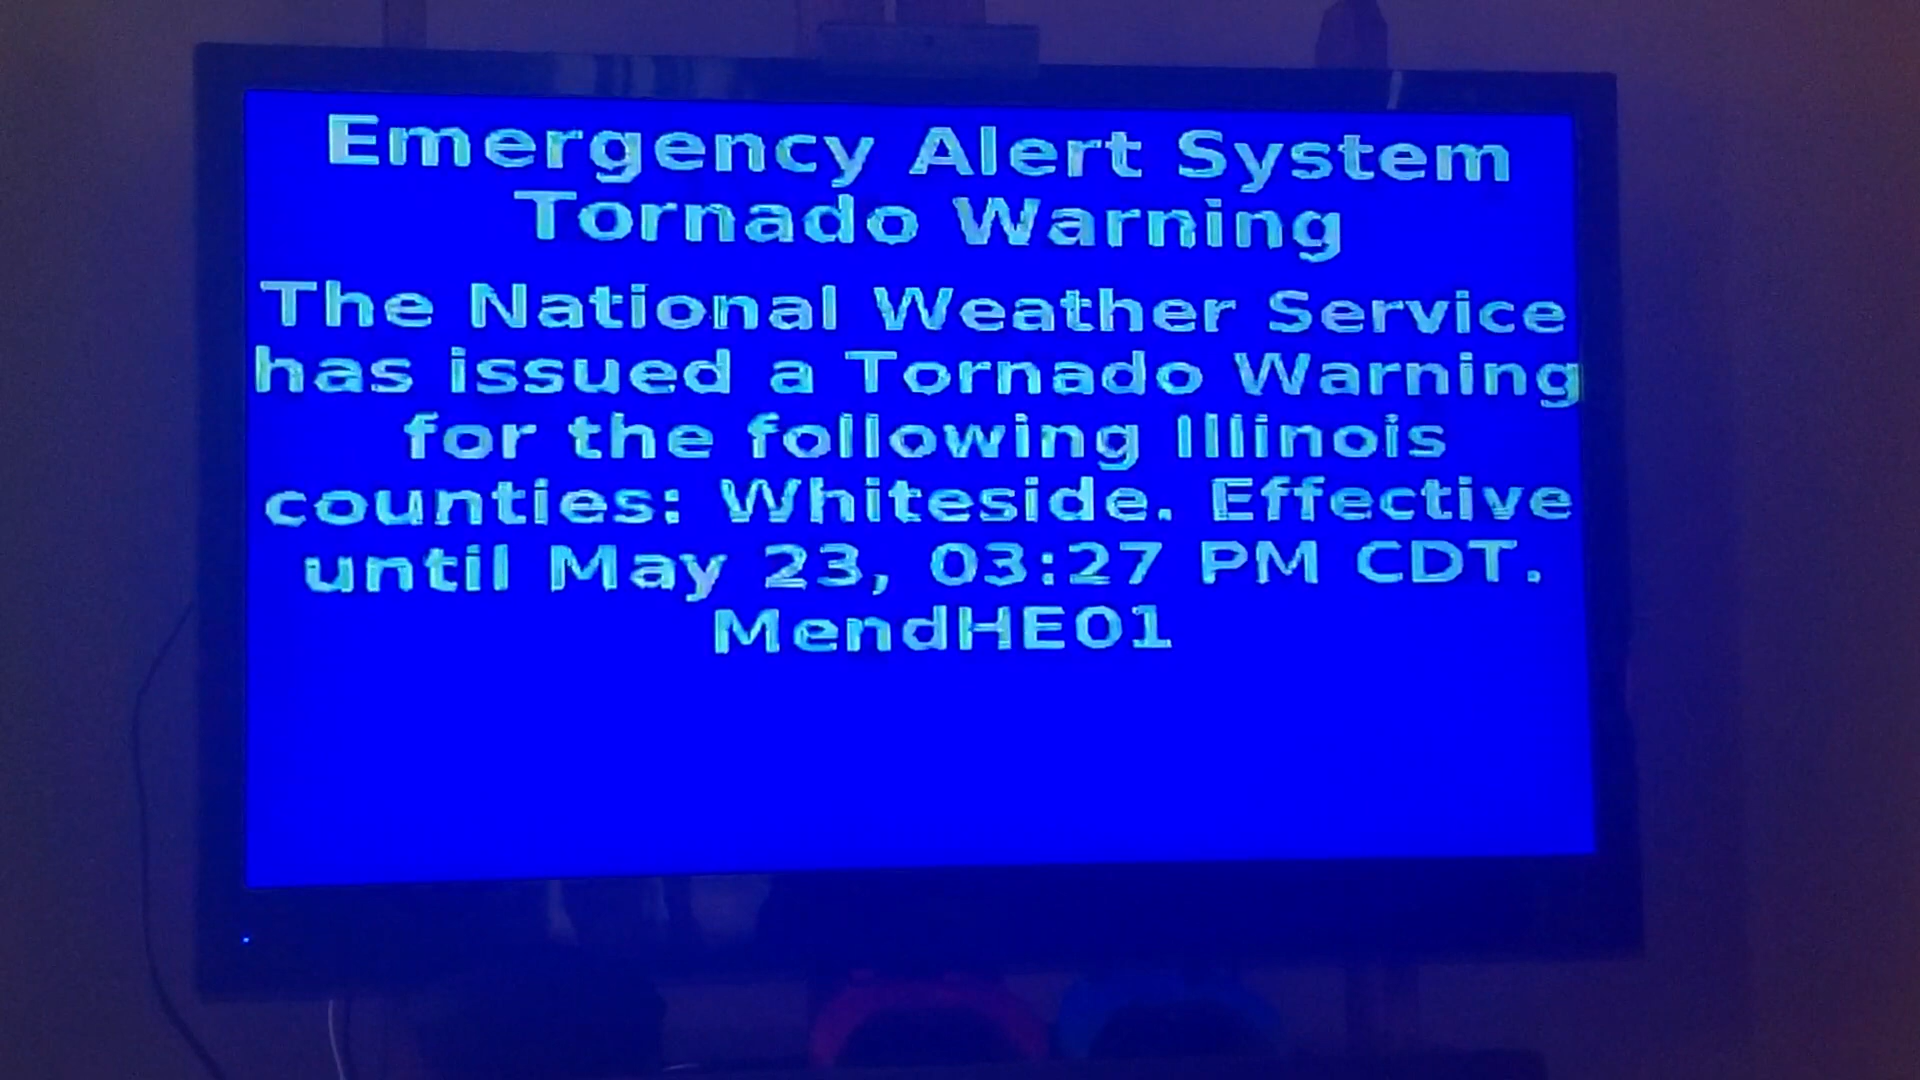 Emergency Alert System
Tornado Warning
The National Weather Service
has issued a Tornado Warning
for the following Illinois
counties: Whiteside. Effective
until May 23, 03:27 PM CDT.
MendHE01